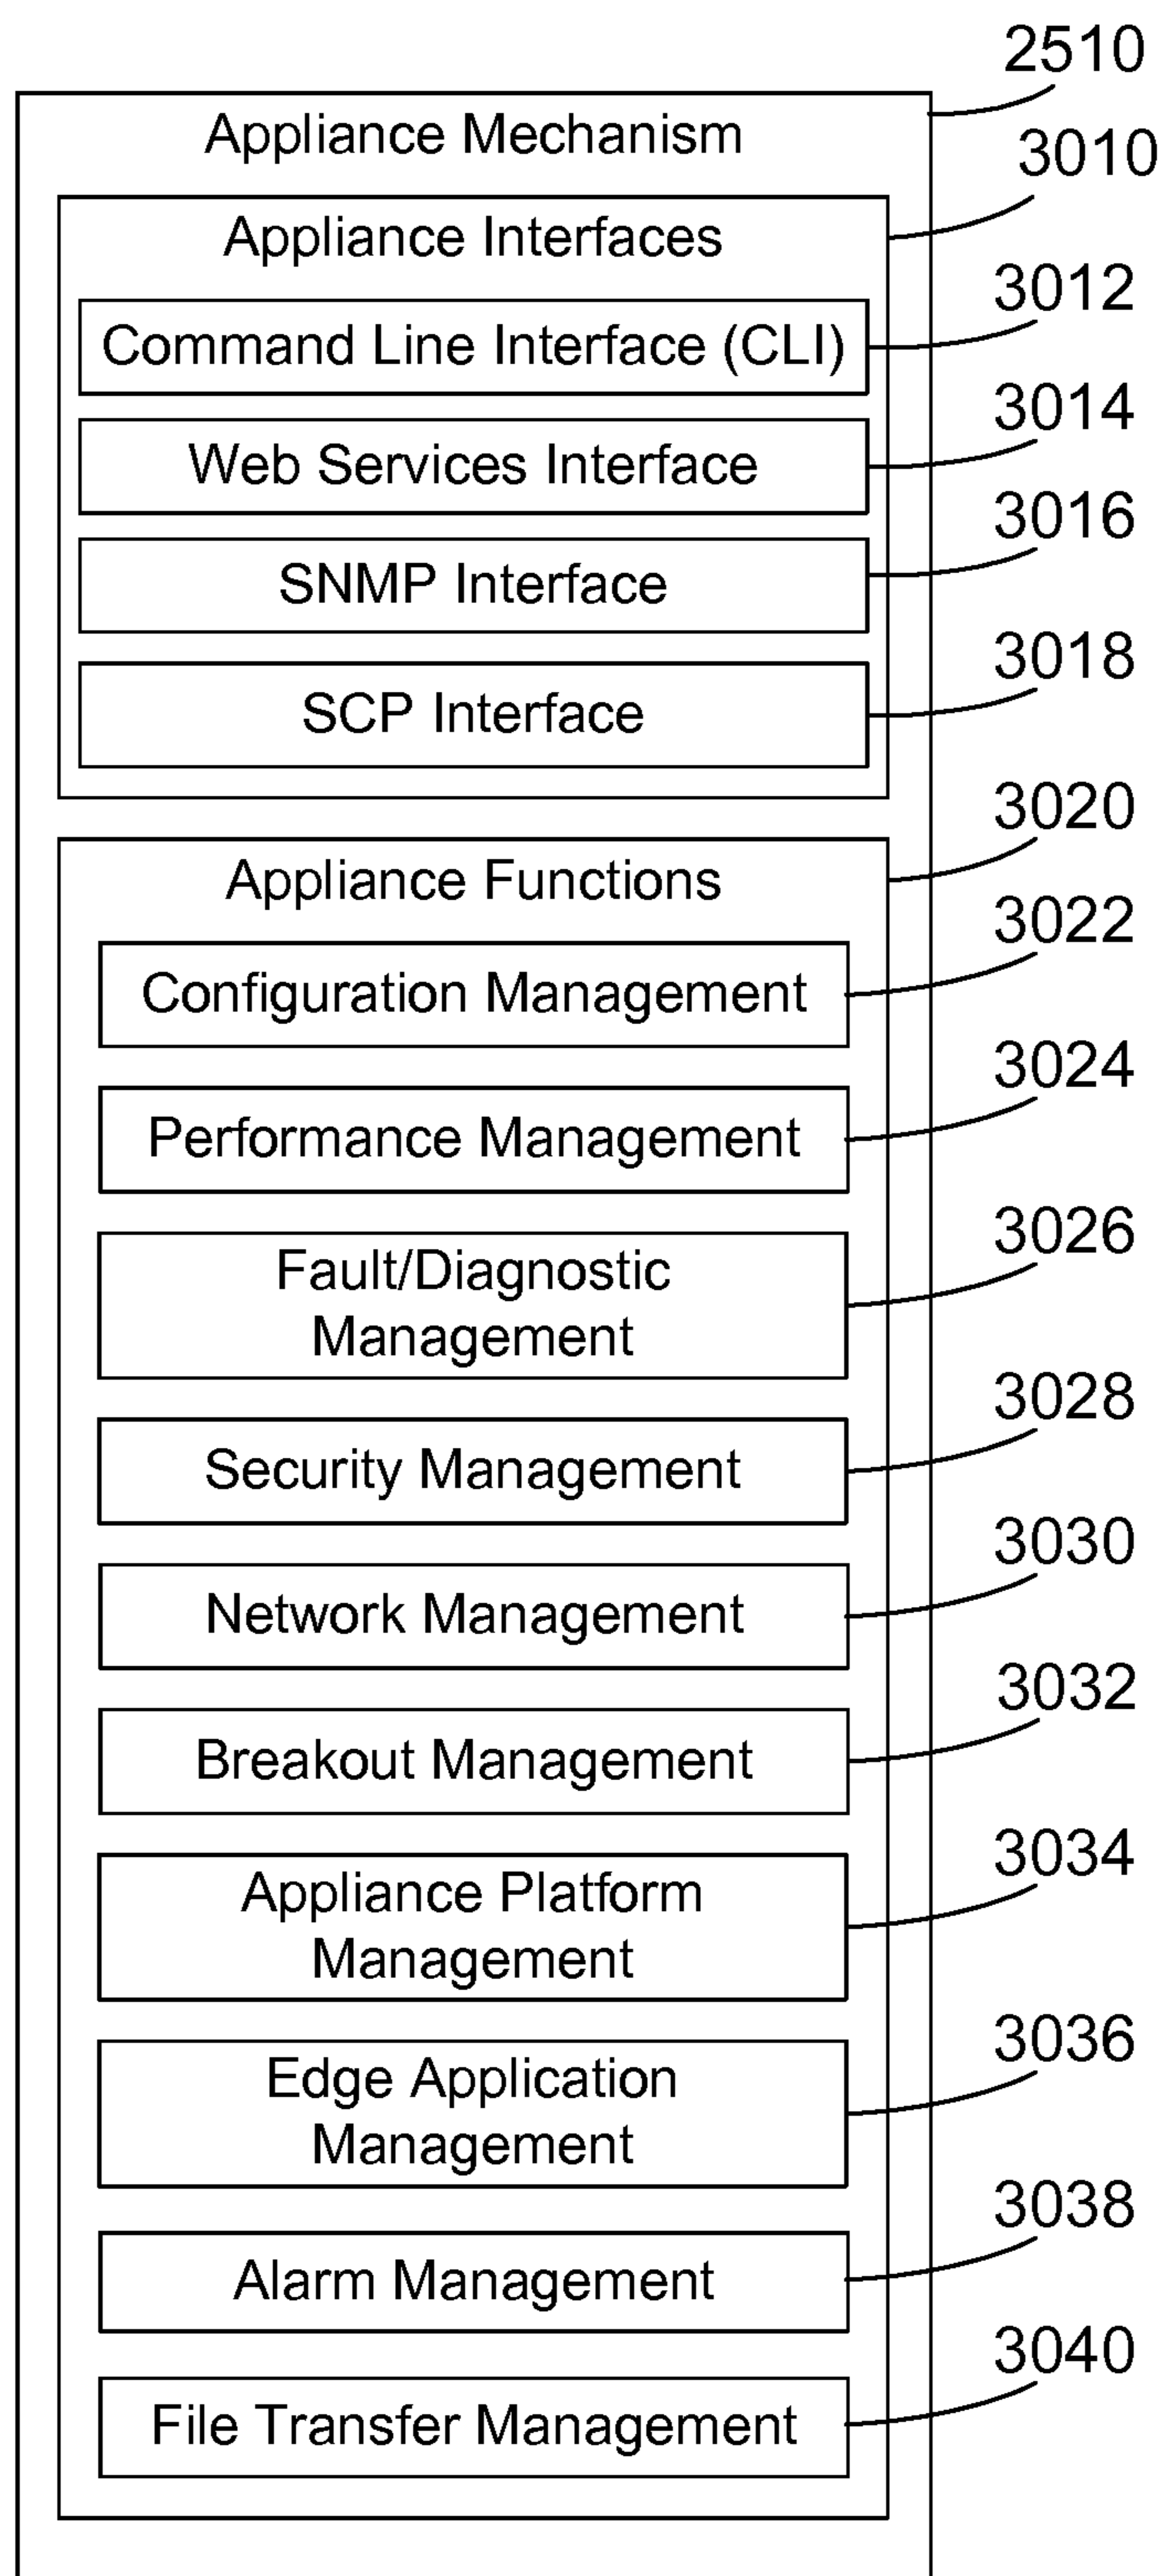 2510
Appliance Mechanism
3010
Appliance Interfaces
3012
Command Line Interface (CLI)
3014
Web Services Interface
3016
SNMP Interface
3018
SCP Interface
3020
Appliance Functions
3022
Configuration Management
3024
Performance Management
3026
Fault/Diagnostic
Management
3028
Security Management
3030
Network Management
3032
Breakout Management
3034
Appliance Platform
Management
3036
Edge Application
Management
3038
Alarm Management
3040
File Transfer Management